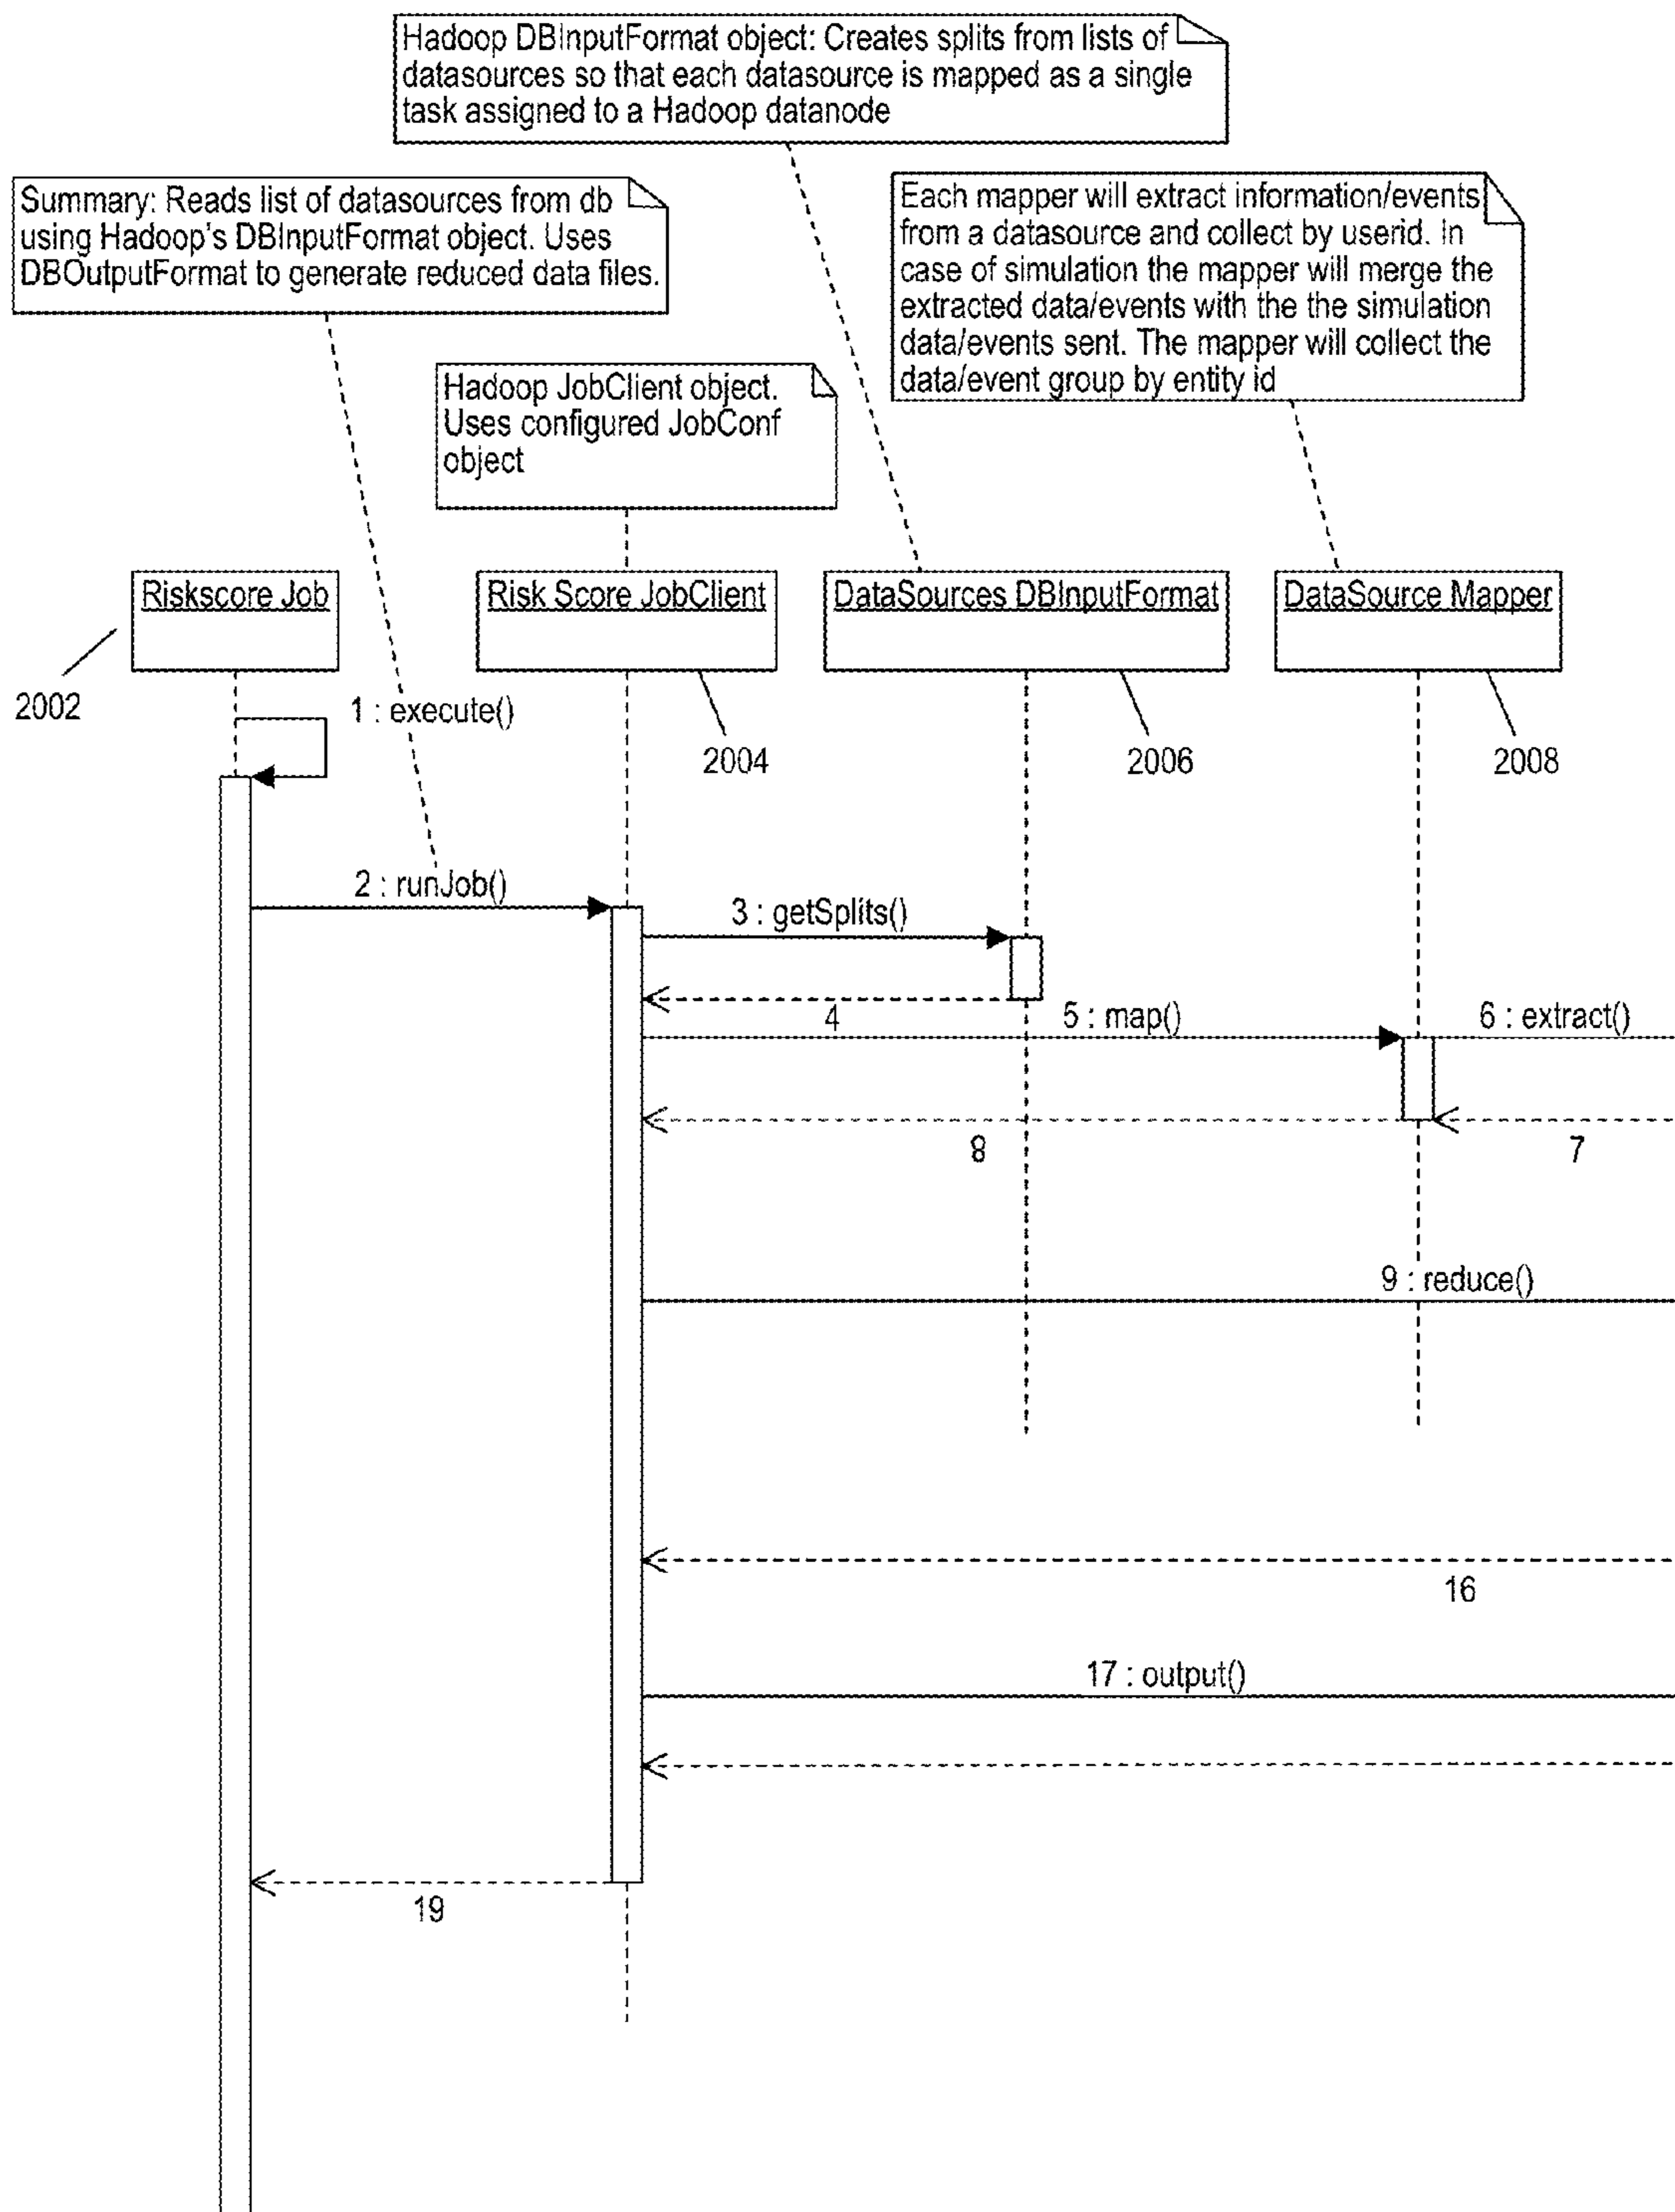 Hadoop DBInputFormat object: Creates splits from lists of
datasources so that each datasource is mapped as a single
task assigned to a Hadoop datanode
Summary: Reads list of datasources from db
using Hadoop's DBInputFormat object. Uses
DBOutputFormat to generate reduced data files.
Each mapper will extract information/events
from a datasource and collect by userid. In
case of simulation the mapper will merge the
extracted data/events with the the simulation
data/events sent. The mapper will collect the
data/event group by entity id
Hadoop JobClient object.
Uses configured JobConf
object
Riskscore Job
Risk Score JobClient
DataSources DBInputFormat
DataSource Mapper
2002
1 : execute()
2004
2006
2008
2 : runJob()
3 : getSplits()
4
5 : map()
6 : extract()
8
7
9 : reduce()
16
17 : output()
19